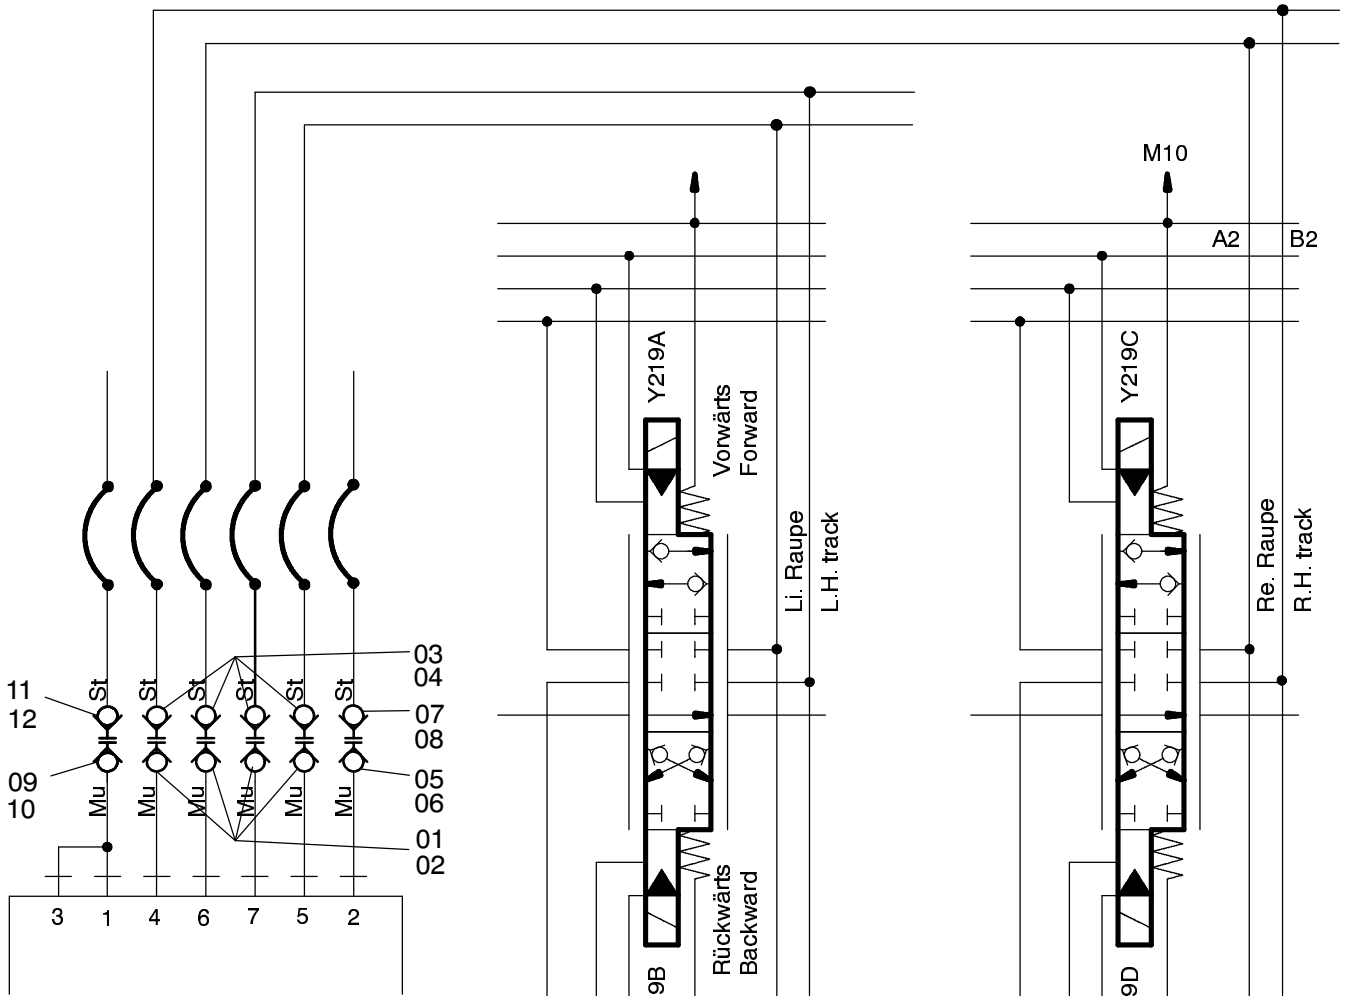 M10
A2
B2
Y219A
Vorwärts
Forward
Li. Raupe
L.H. track
Rückwärts
Backward
9B
Y219C
Re. Raupe
R.H. track
9D
St
St
St
St
St
St
Mu
Mu
Mu
Mu
Mu
Mu
11
12
09
10
03
04
07
08
05
06
01
02
3 1 4 6 7 5 2